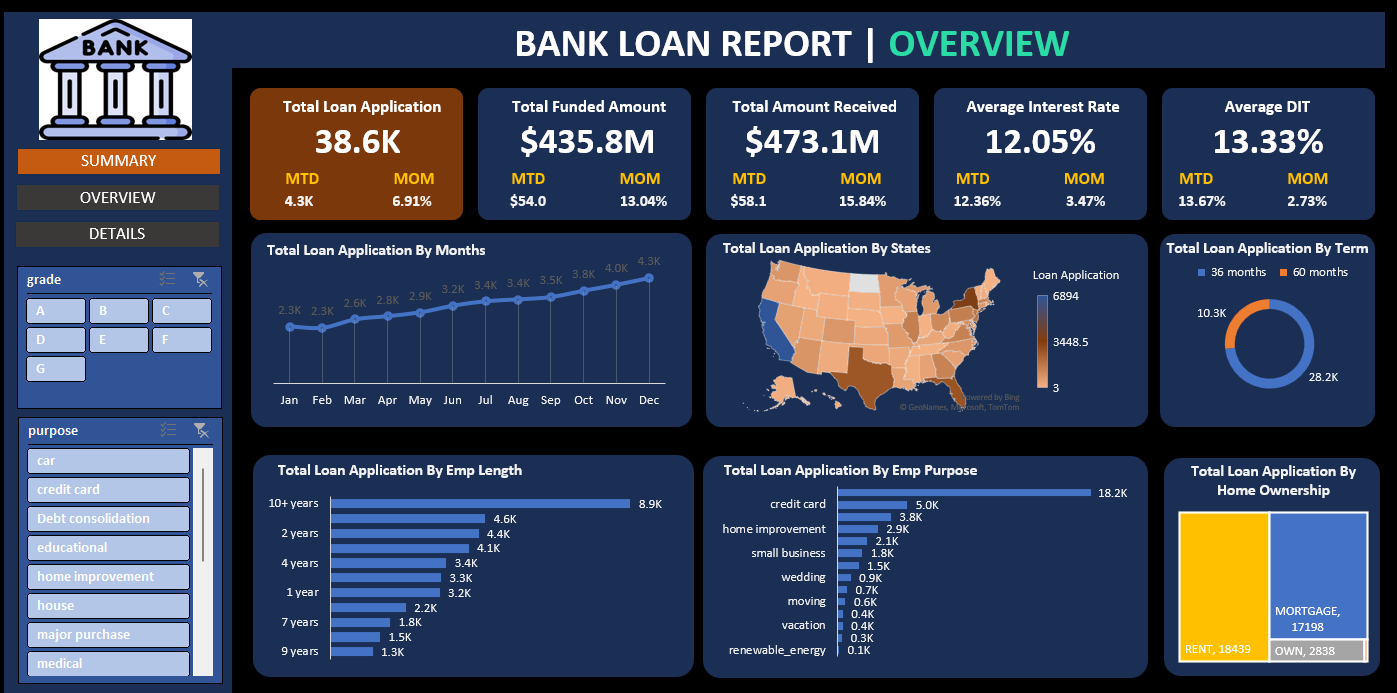 BANK
BANK LOAN REPORT | OVERVIEW
SUMMARY
OVERVIEW
DETAILS
grade
A
B
C
D
E
F
G
purpose
car
credit card
Debt consolidation
educational
home improvement
house
major purchase
medical
Total Loan Application
38.6K
MTD MOM
4.3K 6.91%
Total Funded Amount
$435.8M
MTD MOM
$54.0 13.04%
Total Amount Received
$473.1M
MTD MOM
$58.1 15.84%
Average Interest Rate
12.05%
MTD MOM
12.36% 3.47%
Average DIT
13.33%
MTD MOM
13.67% 2.73%
Total Loan Application By Months
2.3K 2.3K 2.6K 2.8K 2.9K 3.2K 3.4K 3.4K 3.5K 3.8K 4.0K 4.3K
Jan Feb Mar Apr May Jun Jul Aug Sep Oct Nov Dec
Total Loan Application By States
Loan Application
6894
3448.5
3
Powered by Bing
© GeoNames, Microsoft, TomTom
Total Loan Application By Term
36 months 60 months
10.3K
28.2K
Total Loan Application By Emp Length
10+ years 8.9K
4.6K
2 years 4.4K
4.1K
4 years 3.4K
3.3K
1 year 3.2K
2.2K
7 years 1.8K
1.5K
9 years 1.3K
Total Loan Application By Emp Purpose
18.2K
credit card 5.0K
3.8K
home improvement 2.9K
2.1K
small business 1.8K
1.5K
wedding 0.9K
0.7K
moving 0.6K
0.4K
vacation 0.4K
0.3K
renewable_energy 0.1K
Total Loan Application By
Home Ownership
MORTGAGE,
17198
RENT, 18439
OWN, 2838